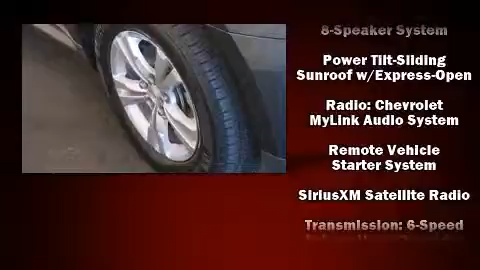 8-Speaker System
Power Tilt-Sliding
Sunroof w/Express-Open
Radio: Chevrolet
MyLink Audio System
Remote Vehicle
Starter System
SiriusXM Satellite Radio
Transmission: 6-Speed